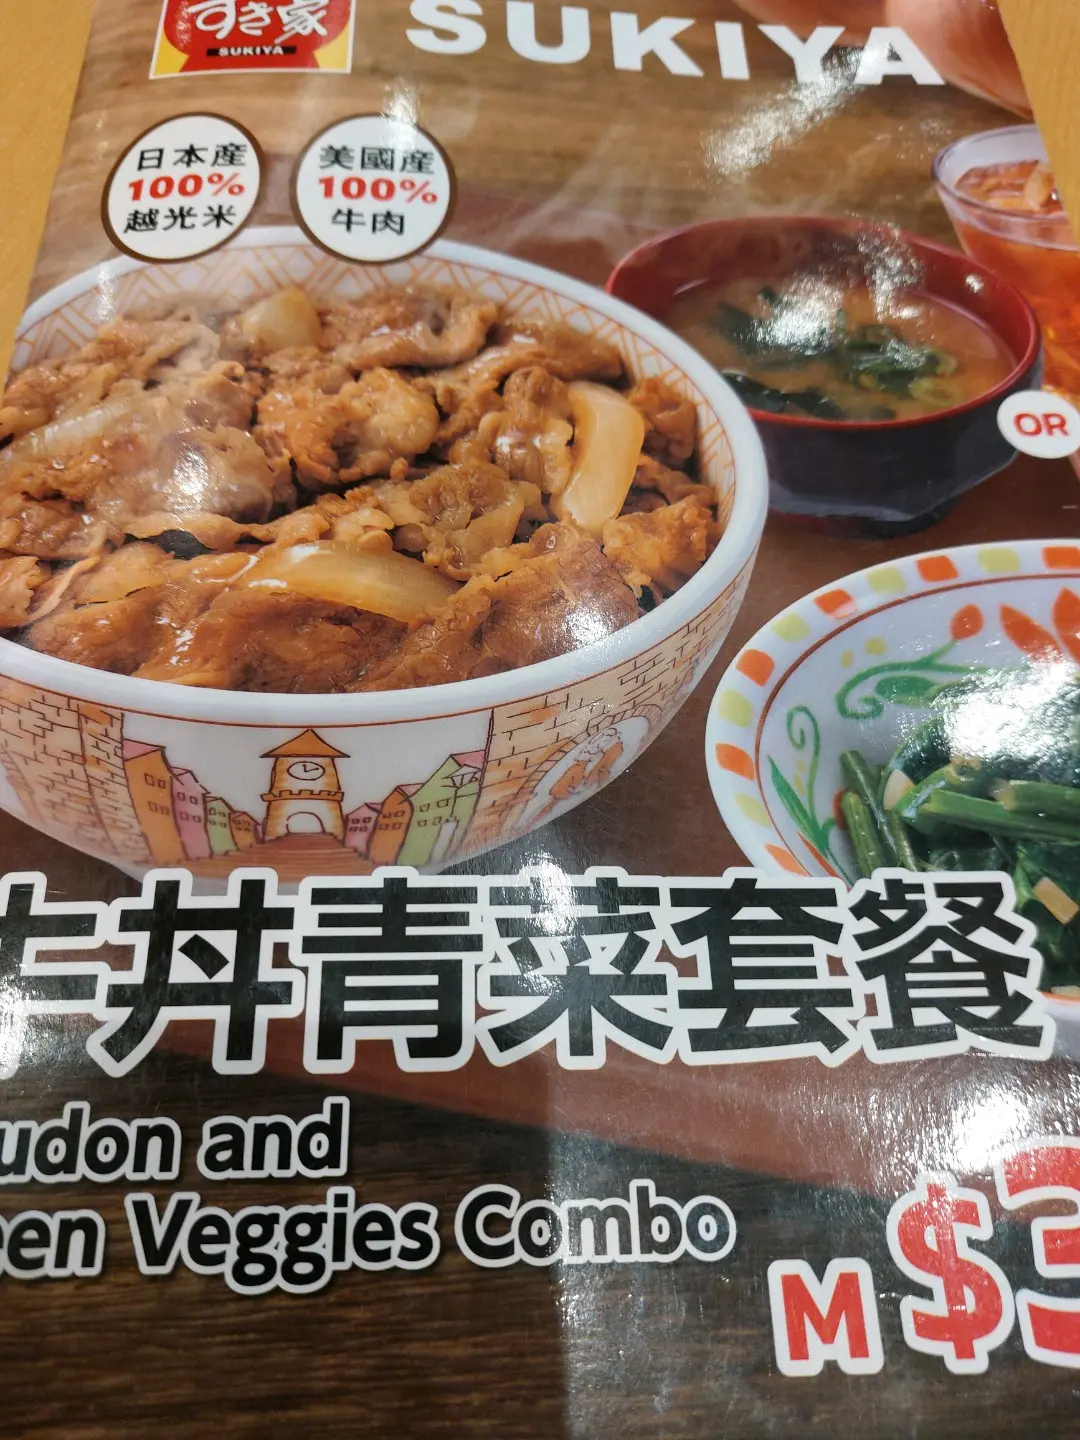 すき家
SUKIYA
SUKIYA
日本産
100%
越光米
美國産
100%
牛肉
OR
牛丼青菜套餐
udon and
een Veggies Combo
M $3